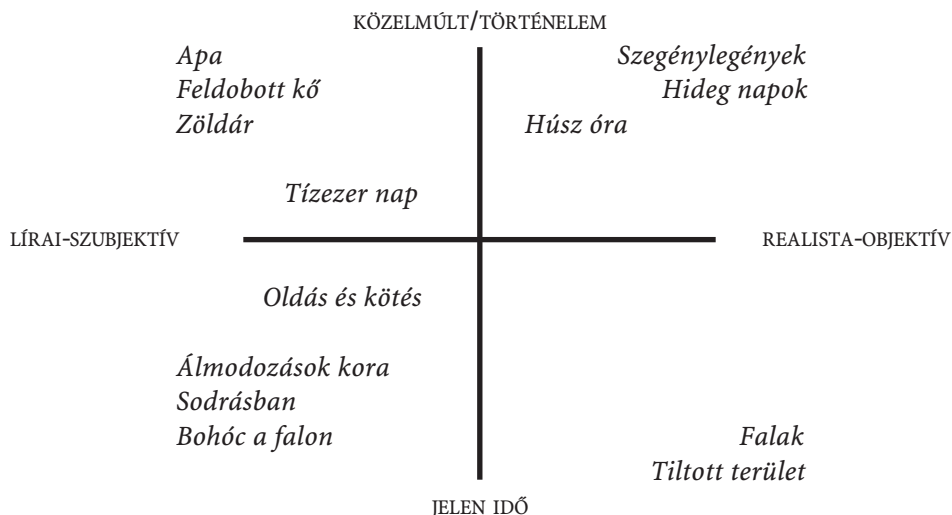 KÖZELMÚLT/TÖRTÉNELEM
Apa
Feldobott kő
Zöldár
Szegénylegények
Hideg napok
Húsz óra
Tízezer nap
LÍRAI-SZUBJEKTÍV
REALISTA-OBJEKTÍV
Oldás és kötés
Álmodozások kora
Sodrásban
Bohóc a falon
Falak
Tiltott terület
JELEN IDŐ